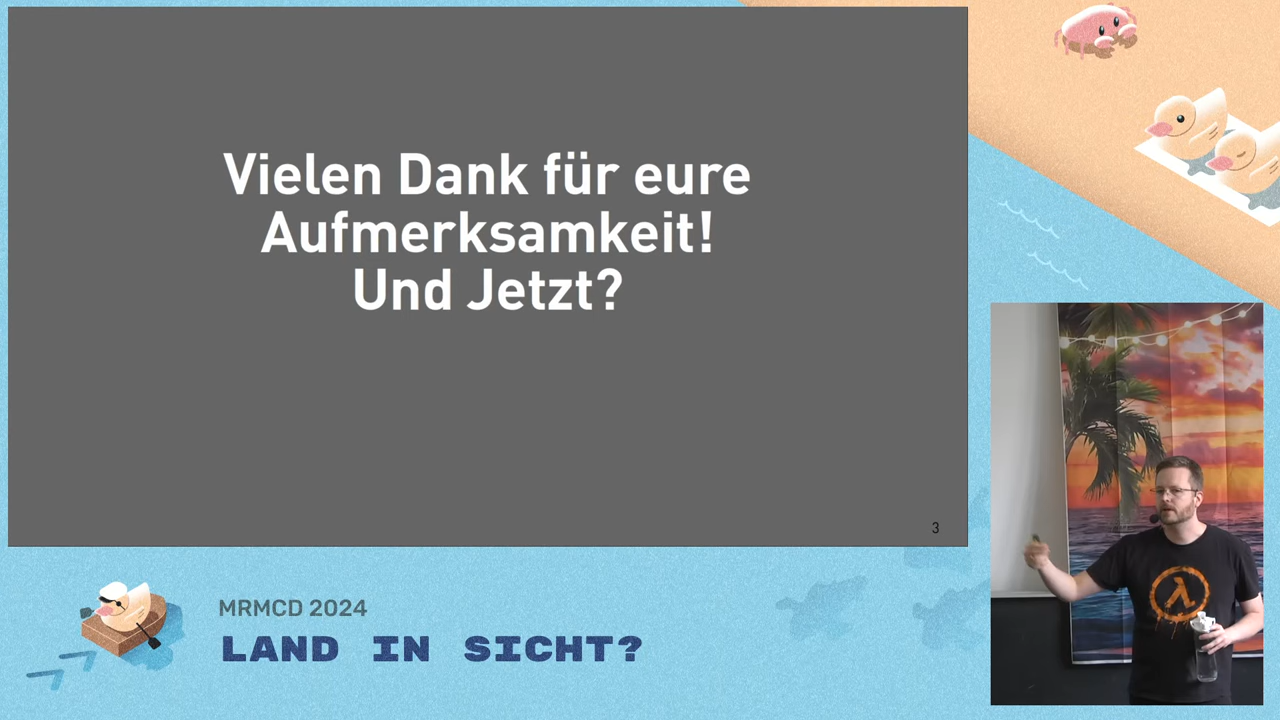 Vielen Dank für eure
Aufmerksamkeit!
Und Jetzt?
3
MRMCD 2024
LAND IN SICHT?
λ